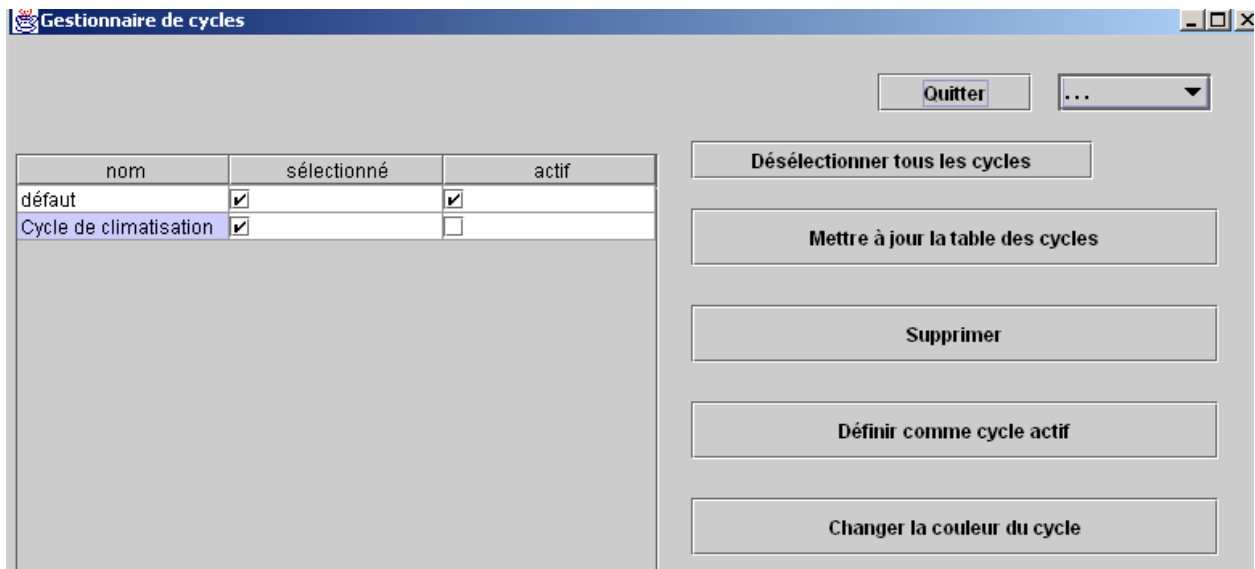 Gestionnaire de cycles
Quitter
...
nom sélectionné actif
défaut
Cycle de climatisation
Désélectionner tous les cycles
Mettre à jour la table des cycles
Supprimer
Définir comme cycle actif
Changer la couleur du cycle